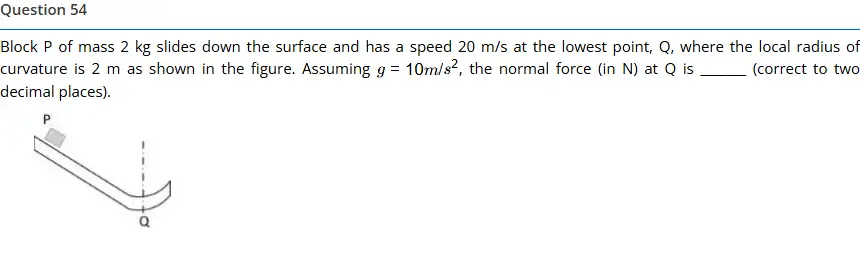 Question 54
Block P of mass 2 kg slides down the surface and has a speed 20 m/s at the lowest point, Q, where the local radius of
curvature is 2 m as shown in the figure. Assuming g = 10m/s², the normal force (in N) at Q is _____ (correct to two
decimal places).
P
Q